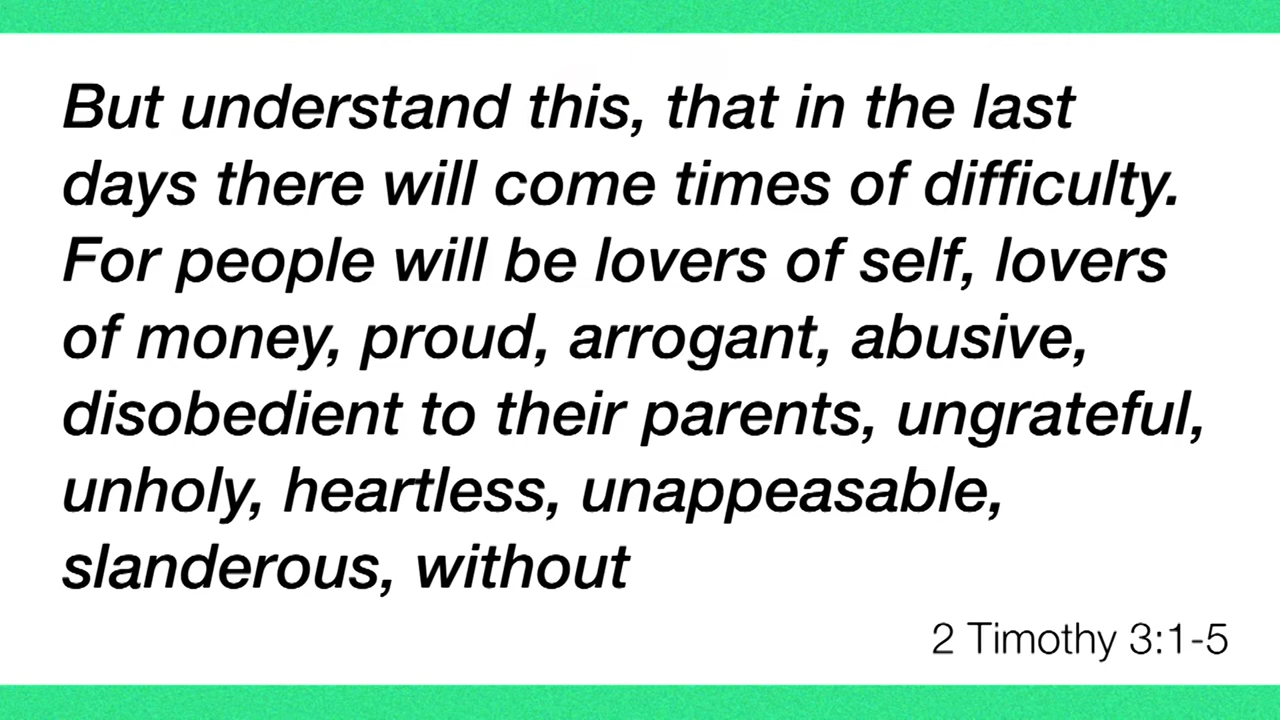 But understand this, that in the last
days there will come times of difficulty.
For people will be lovers of self, lovers
of money, proud, arrogant, abusive,
disobedient to their parents, ungrateful,
unholy, heartless, unappeasable,
slanderous, without
2 Timothy 3:1-5